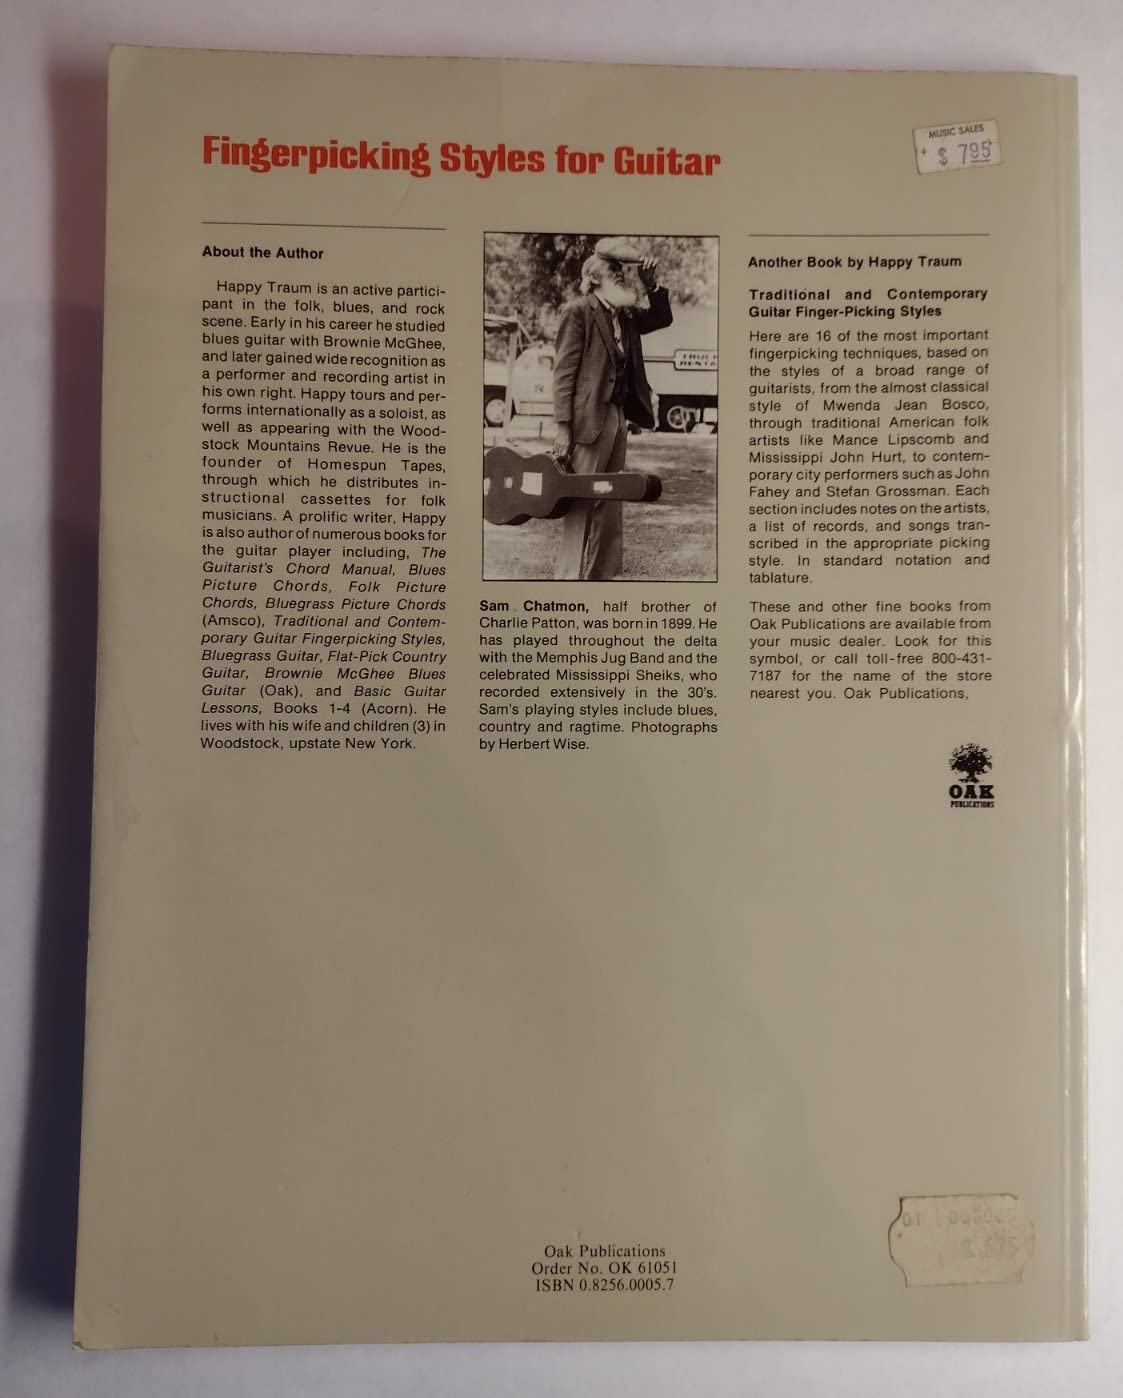 Fingerpicking Styles for Guitar
MUSIC SALES
$ 795
About the Author
Happy Traum is an active partici-
pant in the folk, blues, and rock
scene. Early in his career he studied
blues guitar with Brownie McGhee,
and later gained wide recognition as
a performer and recording artist in
his own right. Happy tours and per-
forms internationally as a soloist, as
well as appearing with the Wood-
stock Mountains Revue. He is the
founder of Homespun Tapes,
through which he distributes in-
structional cassettes for folk
musicians. A prolific writer, Happy
is also author of numerous books for
the guitar player including, The
Guitarist's Chord Manual, Blues
Picture Chords, Folk Picture
Chords, Bluegrass Picture Chords
(Amsco), Traditional and Contem-
porary Guitar Fingerpicking Styles,
Bluegrass Guitar, Flat-Pick Country
Guitar, Brownie McGhee Blues
Guitar (Oak), and Basic Guitar
Lessons, Books 1-4 (Acorn). He
lives with his wife and children (3) in
Woodstock, upstate New York.
Sam Chatmon, half brother of
Charlie Patton, was born in 1899. He
has played throughout the delta
with the Memphis Jug Band and the
celebrated Mississippi Sheiks, who
recorded extensively in the 30's.
Sam's playing styles include blues,
country and ragtime. Photographs
by Herbert Wise.
Another Book by Happy Traum
Traditional and Contemporary
Guitar Finger-Picking Styles
Here are 16 of the most important
fingerpicking techniques, based on
the styles of a broad range of
guitarists, from the almost classical
style of Mwenda Jean Bosco,
through traditional American folk
artists like Mance Lipscomb and
Mississippi John Hurt, to contem-
porary city performers such as John
Fahey and Stefan Grossman. Each
section includes notes on the artists,
a list of records, and songs tran-
scribed in the appropriate picking
style. In standard notation and
tablature.
These and other fine books from
Oak Publications are available from
your music dealer. Look for this
symbol, or call toll-free 800-431-
7187 for the name of the store
nearest you. Oak Publications,
OAK
PUBLICATIONS
Oak Publications
Order No. OK 61051
ISBN 0.8256.0005.7